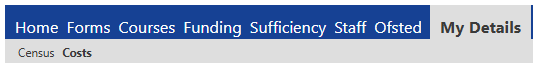 Home Forms Courses Funding Sufficiency Staff Ofsted My Details
Census Costs